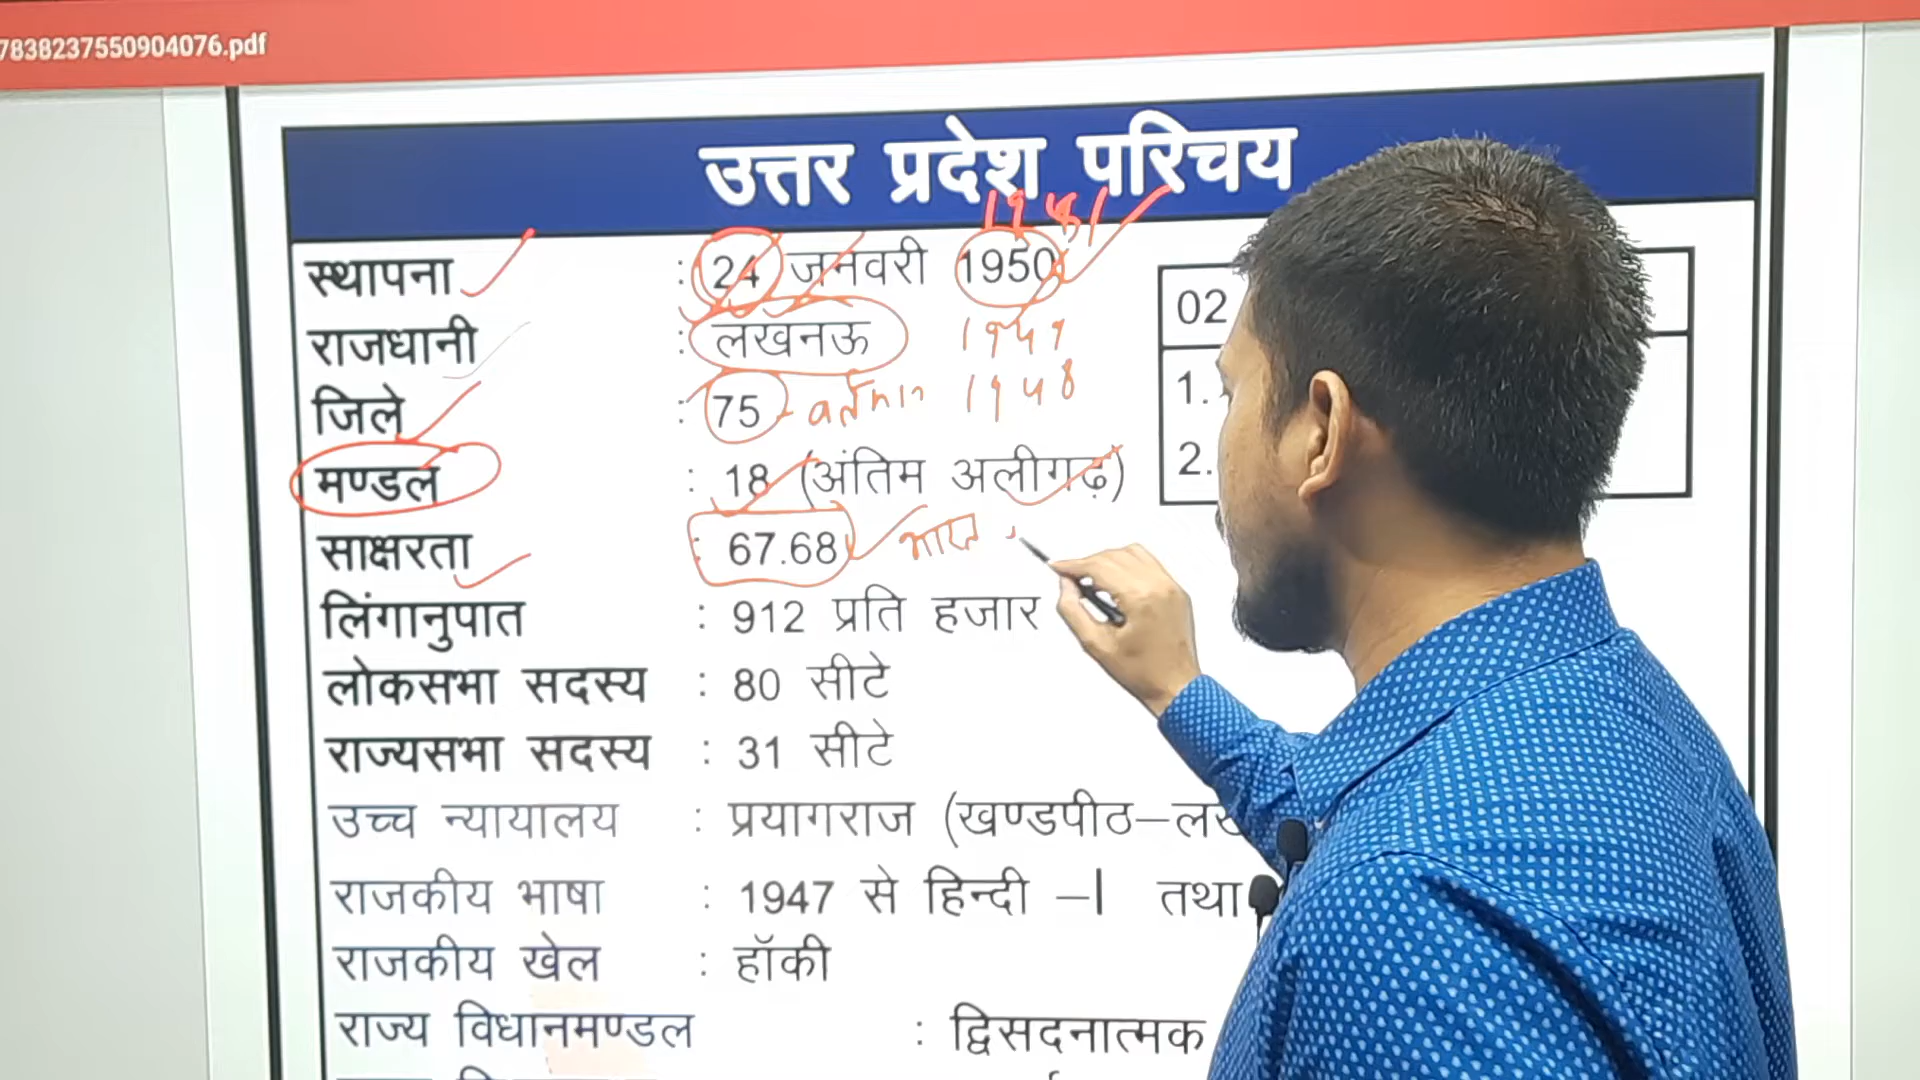 7838237550904076.pdf
उत्तर प्रदेश परिचय
स्थापना : 24 जनवरी 1950
राजधानी : लखनऊ
जिले : 75
admin 1948
मण्डल : 18 (अंतिम अलीगढ़)
साक्षरता : 67.68
लिंगानुपात : 912 प्रति हजार
लोकसभा सदस्य : 80 सीटे
राज्यसभा सदस्य : 31 सीटे
उच्च न्यायालय : प्रयागराज (खण्डपीठ–
राजकीय भाषा : 1947 से हिन्दी –I तथा
राजकीय खेल : हॉकी
राज्य विधानमण्डल : द्विसदनात्मक
02
1.
2.